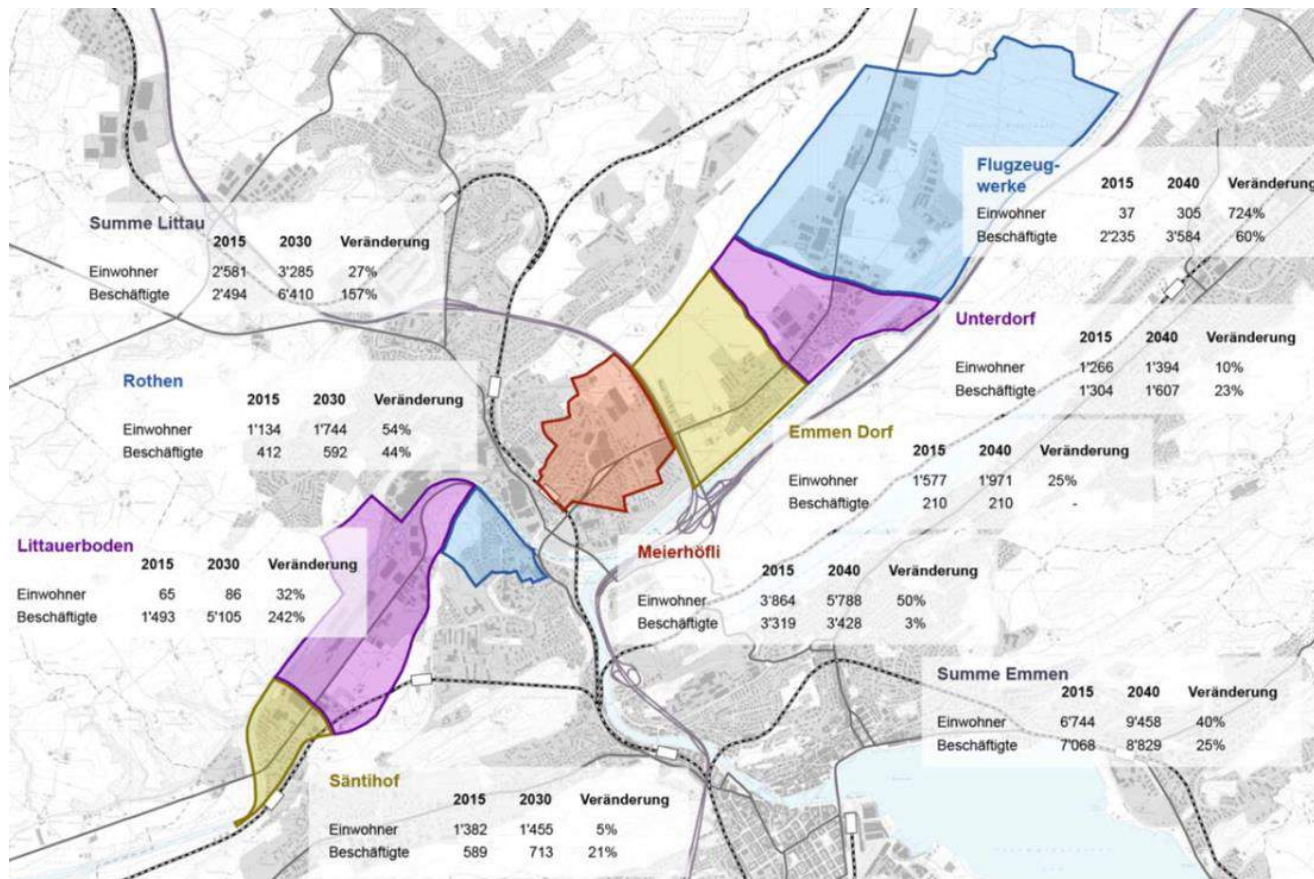 Summe Littau
2015 2030 Veränderung
Einwohner 2'581 3'285 27%
Beschäftigte 2'494 6'410 157%
Flugzeug-
werke 2015 2040 Veränderung
Einwohner 37 305 724%
Beschäftigte 2'235 3'584 60%
Unterdorf
2015 2040 Veränderung
Einwohner 1'266 1'394 10%
Beschäftigte 1'304 1'607 23%
Rothen
2015 2030 Veränderung
Einwohner 1'134 1'744 54%
Beschäftigte 412 592 44%
Emmen Dorf
2015 2040 Veränderung
Einwohner 1'577 1'971 25%
Beschäftigte 210 210 -
Littauerboden
2015 2030 Veränderung
Einwohner 65 86 32%
Beschäftigte 1'493 5'105 242%
Meierhöfli
2015 2040 Veränderung
Einwohner 3'864 5'788 50%
Beschäftigte 3'319 3'428 3%
Summe Emmen
2015 2040 Veränderung
Einwohner 6'744 9'458 40%
Beschäftigte 7'068 8'829 25%
Säntihof
2015 2030 Veränderung
Einwohner 1'382 1'455 5%
Beschäftigte 589 713 21%